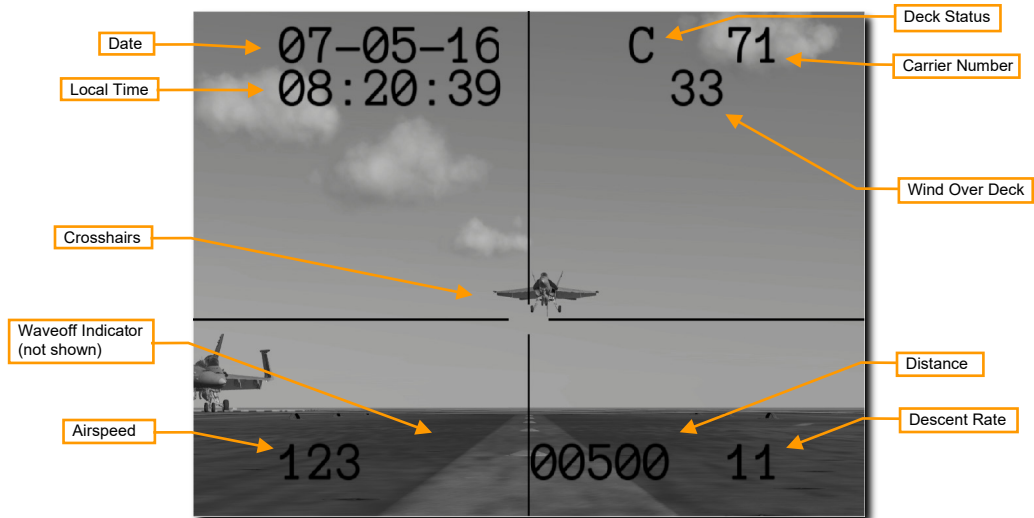 Deck Status
Date
07-05-16
C 71
Carrier Number
Local Time
08:20:39
33
Wind Over Deck
Crosshairs
Waveoff Indicator
(not shown)
Distance
Airspeed
123
00500
11
Descent Rate